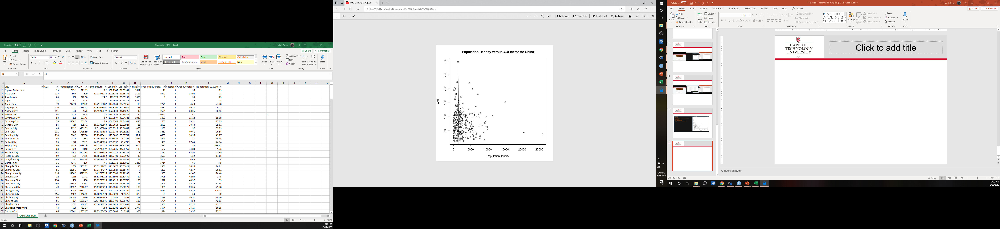 AutoSave Off China_AQI_MAR - Excel Mark Russo
File Home Insert Page Layout Formulas Data Review View Help Search Share Comments
Paste Cut Copy Format Painter Calibri 11 Wrap Text Merge & Center General Conditional Formatting Format as Table Normal Bad Good Neutral Calculation Check Cell Explanatory ... Input Linked Cell Note Insert Delete Format AutoSum Fill Clear Sort & Filter Find & Select Ideas
Clipboard Font Alignment Number Styles Cells Editing Ideas
J4 fx 0
A B C D E F G H I J K L M N O P Q R S T U V
1 City AQI Precipitation GDP Temperature Longiti Latitud Altitud PopulationDensity Coastal GreenCoverag Incineration(10,000to
2 Ngawa Prefecture 23 665.1 271.13 8.2 102.2247 31.89941 2617 11 0 36 23
3 Aksu City 137 80.4 610 12.27671233 80.26338 41.16754 1108 6547 0 33.94 23
4 Alxa League 85 150 322.58 24.2 105.729 38.85192 1673 1 0 36 23
5 Ngari 28 74.2 37.4 1 80.1058 32.50111 4280 1 0 36 23
6 Anqin City 79 2127.8 1613.2 17.29178082 117.0344 30.51265 13 2271 0 45.8 27.48
7 Anyang City 110 672.1 1884.48 15.35068493 114.3501 36.09685 71 4735 0 36.28 54.51
8 Anshan City 111 708 2326 11.41232877 122.9844 41.11526 49 2534 0 38.25 58.13
9 Macao SAR 44 2000 3358 22 113.5439 22.19874 40 20547 1 41 22 A
10 Bayannur City 53 188 887.43 3.7 107.3877 40.74321 1042 5093 0 35.12 15.98
11 Bazhong City 58 1198.9 501.34 16.9 106.7548 31.84901 443 2653 0 39.11 15.09
12 Bengbu City 96 910 1253.1 16.01369863 117.3614 32.93924 25 2599 0 38.48 29.61
13 Baotou City 45 262.9 3781.93 8.91369863 109.8517 40.66642 1065 2130 0 37 52.29
14 Baoji City 111 695 1788.59 14.83424658 107.1384 34.38229 567 5352 0 40.61 36.54
15 Baoding City 220 566.9 2757.8 13.25890411 115.5002 38.85707 17.2 4565 0 30.96 49.27
16 Baoshan City 56 1000 552 17.39178082 99.16872 25.1168 1673 4529 0 31 10.95
17 Beihai City 23 1670 892.1 24.61643836 109.1192 21.4798 21 458 1 27.45 24.74
18 Beijing City 296 458.9 22968.6 13.77260274 116.3809 39.92361 31.2 1292 0 34 686.67
19 Benxi City 63 900 1160 9.271232877 123.7645 41.28759 100 602 0 44.88 31.76
20 Binzhou City 142 564.8 2355.33 14.11643836 118.0218 37.36781 9 1110 0 42.92 27.99
21 Haozhou City 59 831 942.6 10.58695652 115.7709 33.87929 39 3693 0 41.32 17.66
22 Cangzhiu City 105 581 3133.38 14.30273973 116.8608 38.30884 12 3169 1 42.9 24
23 Qamdo City 31 477.7 136 7.6 97.18152 31.13818 3230 5714 0 7.6 3.5
24 Changde City 69 1550 2709.02 17.93287671 111.6876 29.03821 38 2366 0 36.26 26.81
25 Changshu City 51 1615.3 2100 17.27534247 120.7525 31.65437 7 1200 0 42.37 28.61
26 Changzhou City 116 1450.9 5273.15 16.9739726 119.9503 31.78393 3 2399 0 42.47 76.48
27 Chaohu City 22 1215 273.1 16.82876712 117.8904 31.62452 13 7708 0 42.93 13.5
28 Chaoyang City 224 450 780 13.72739726 120.4515 41.57786 168 1022 0 40.57 33
29 Chaozhou City 106 1685.8 910.1 23.19589041 116.6367 23.66771 18 3503 0 32.16 51.94
30 Chenzhou City 49 1452.1 2012.07 19.67808219 113.0286 25.80229 189 1081 0 39.56 21.78
31 Chengdu City 118 873.3 10912.17 18.22191781 104.0818 30.66106 485 6116 0 39.84 273.55
32 Chengde City 195 440.5 1342.55 10.08219178 117.9223 40.9676 325 89 0 33 30
33 Chizhou City 40 1959.4 530.6 17.30547945 117.48 30.67 18 1199 0 36.51 14.06
34 Chifeng City 91 374 1861.27 8.434246575 118.9498 42.26798 587 1754 0 42.2 42.03
35 Chuzhou City 63 1035 1305.7 15.50273973 118.3012 32.31653 31 1456 0 47.17 12.57
36 Chuxiong Prefecture 44 900 762.97 14.8 101.5281 25.04553 1777 5574 0 36.15 10.95
37 Dazhou City 86 1086.1 1353.67 18.75205479 107.5003 31.2247 306 974 0 29.57 23.12
China_AQI_MAR
Ready 100%
12:09 PM
5/26/2019
Pop Density v AQI.pdf
file:///C:/Users/markr/Documents/Pop%20Density%20v%20AQI.pdf
1 of 1 Fit to page Page view Read aloud Add notes
Population Density versus AQI factor for China
300
250
200
150
100
50
AQI
0 5000 10000 15000 20000 25000
PopulationDensity
12:09 PM
5/26/2019
AutoSave Off Homework_Presentation_Graphing_Mark Russo_Week 3 Mark Russo
File Home Insert Design Transitions Animations Slide Show Review View Help Search Share Comments
Paste Cut Copy Format Painter New Slide Layout Reset Section Text Direction Align Text Convert to SmartArt Arrange Quick Styles Shape Fill Shape Outline Shape Effects Find Replace Select Dictate
Clipboard Slides Font Paragraph Drawing Editing Voice
10
11
12
13
CAPITOL
TECHNOLOGY
UNIVERSITY
1927
Click to add title
Click to add notes
Slide 13 of 13 Notes 104%
12:09 PM
5/26/2019